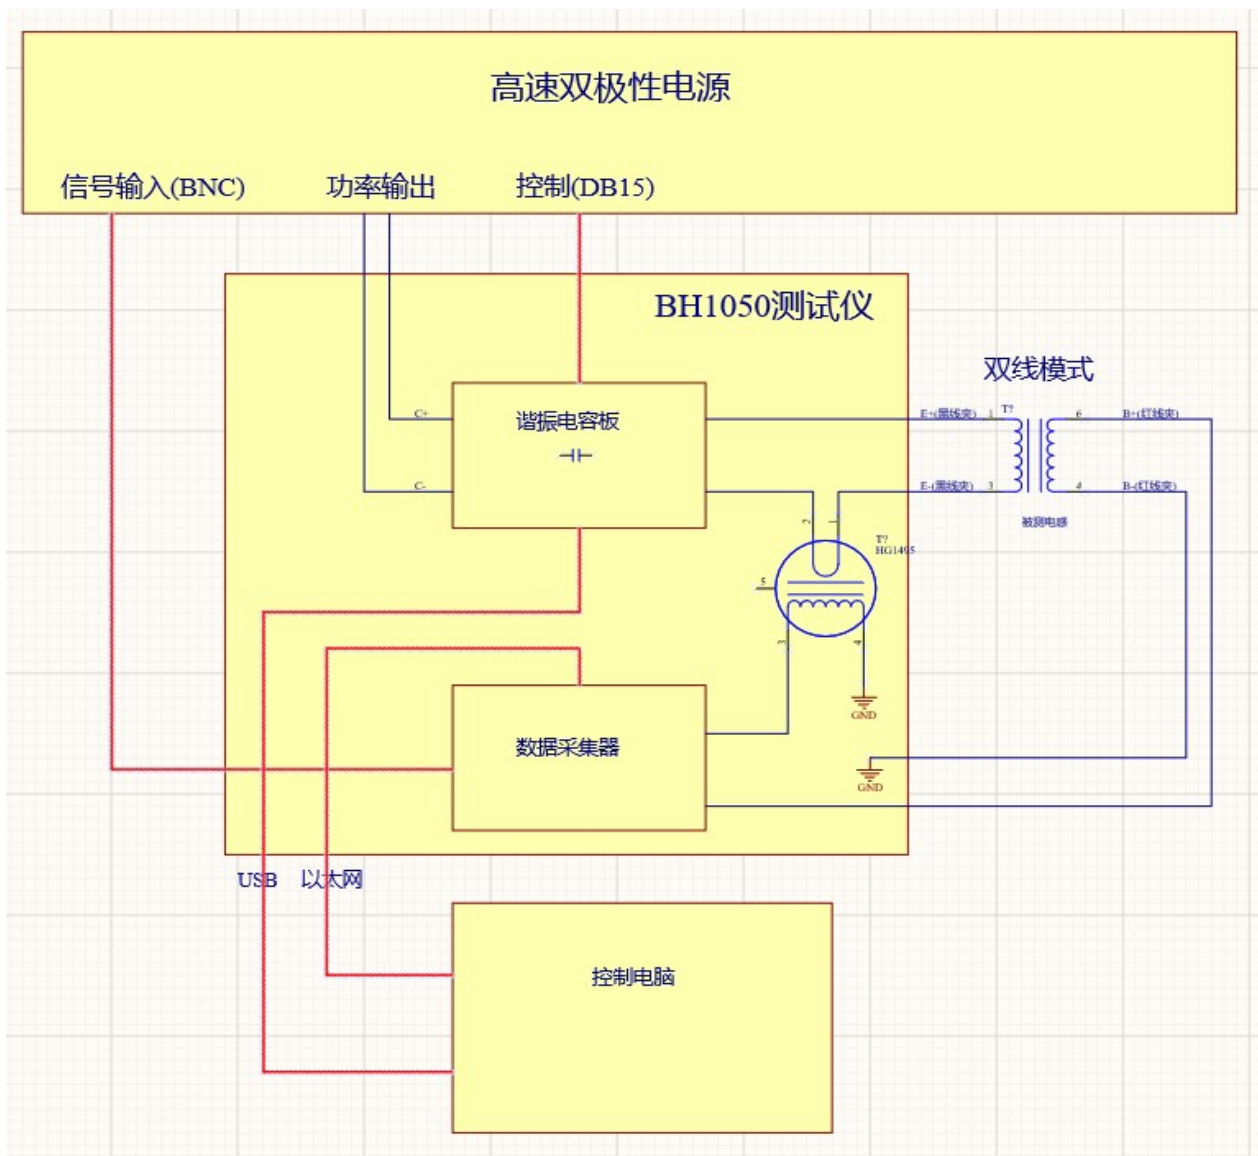 高速双极性电源
信号输入(BNC) 功率输出 控制(DB15)
BH1050测试仪
双线模式
C+ 谐振电容板 E+(黑线夹) 1 T? 6 B+(红线夹)
C- E-(黑线夹) 3 4 B-(红线夹)
2 1 被测电感
T?
HG1495
5
3 4
GND
数据采集器
GND
USB 以太网
控制电脑